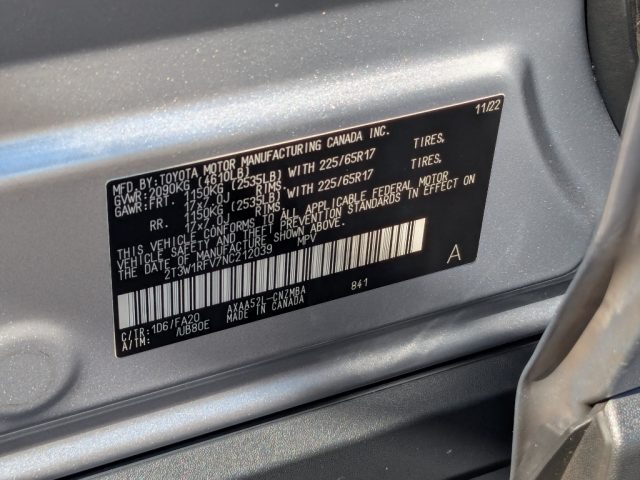 11/22
MFD.BY:TOYOTA MOTOR MANUFACTURING CANADA INC.
GVWR:2090KG (4610LB)
GAWR:FRT. 1150KG (2535LB) WITH 225/65R17 TIRES,
17x7.0J RIMS,
RR. 1150KG (2535LB) WITH 225/65R17 TIRES,
17x7.0J RIMS,
THIS VEHICLE CONFORMS TO ALL APPLICABLE FEDERAL MOTOR
VEHICLE SAFETY AND THEFT PREVENTION STANDARDS IN EFFECT ON
THE DATE OF MANUFACTURE SHOWN ABOVE.
2T3W1RFV7NC212039 MPV
A
C/TR:1D6/FA20 AXAA52L-CNZMBA 841
A/TM: /UB80E MADE IN CANADA